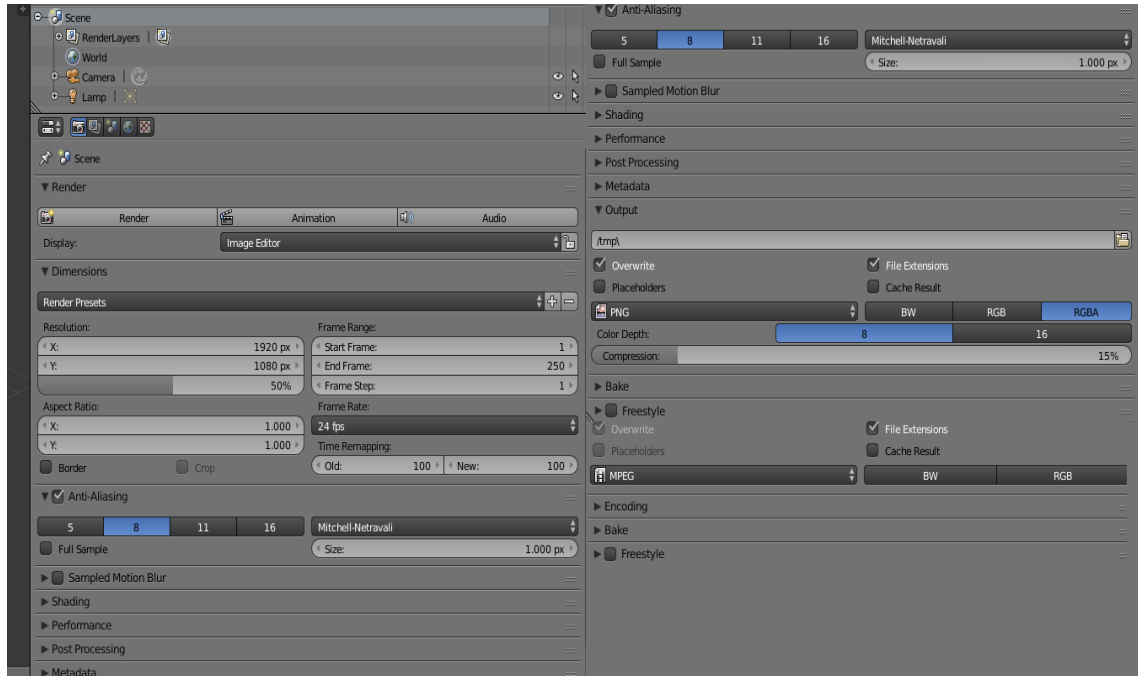 Scene
RenderLayers
World
Camera
Lamp
Scene
Render
Render Animation Audio
Display: Image Editor
Dimensions
Render Presets
Resolution: Frame Range:
X: 1920 px Start Frame: 1
Y: 1080 px End Frame: 250
50% Frame Step: 1
Aspect Ratio: Frame Rate:
X: 1.000 24 fps
Y: 1.000 Time Remapping:
Border Crop Old: 100 New: 100
Anti-Aliasing
5 8 11 16 Mitchell-Netravali
Full Sample Size: 1.000 px
Sampled Motion Blur
Shading
Performance
Post Processing
Metadata
Anti-Aliasing
5 8 11 16 Mitchell-Netravali
Full Sample Size: 1.000 px
Sampled Motion Blur
Shading
Performance
Post Processing
Metadata
Output
/tmp\
Overwrite File Extensions
Placeholders Cache Result
PNG BW RGB RGBA
Color Depth: 8 16
Compression: 15%
Bake
Freestyle
Overwrite File Extensions
Placeholders Cache Result
MPEG BW RGB
Encoding
Bake
Freestyle